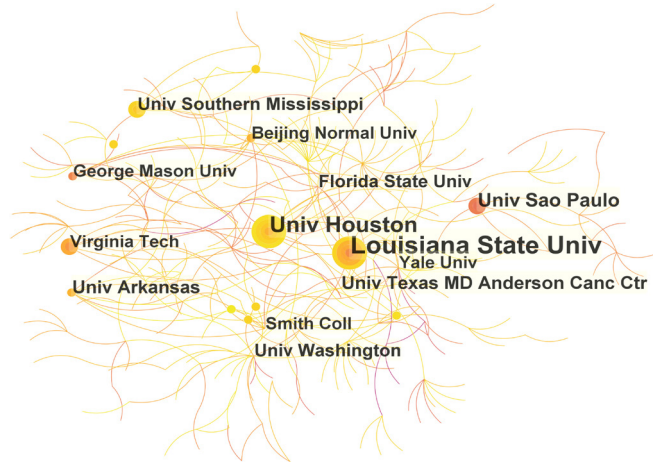 Univ Southern Mississippi
Beijing Normal Univ
George Mason Univ
Florida State Univ
Univ Sao Paulo
Univ Houston
Virginia Tech
Louisiana State Univ
Yale Univ
Univ Texas MD Anderson Canc Ctr
Univ Arkansas
Smith Coll
Univ Washington